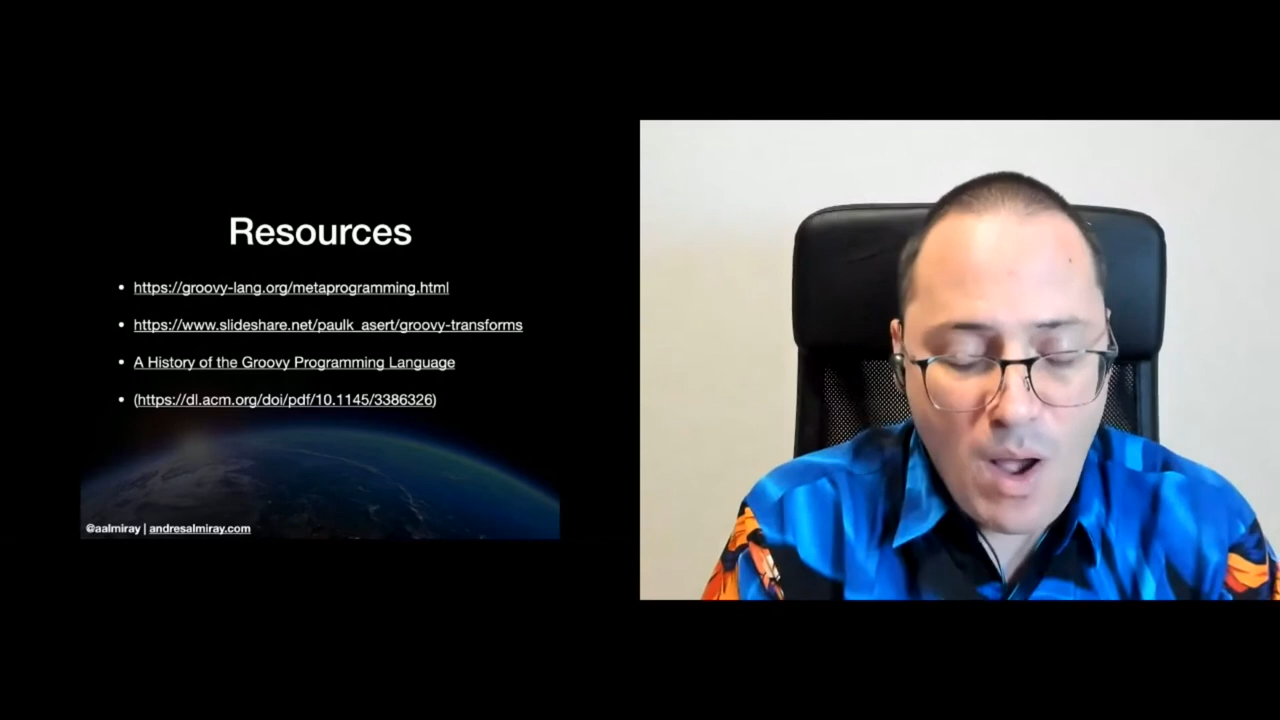 Resources
• https://groovy-lang.org/metaprogramming.html
• https://www.slideshare.net/paulk_asert/groovy-transforms
• A History of the Groovy Programming Language
• (https://dl.acm.org/doi/pdf/10.1145/3386326)
@aalmiray | andresalmiray.com